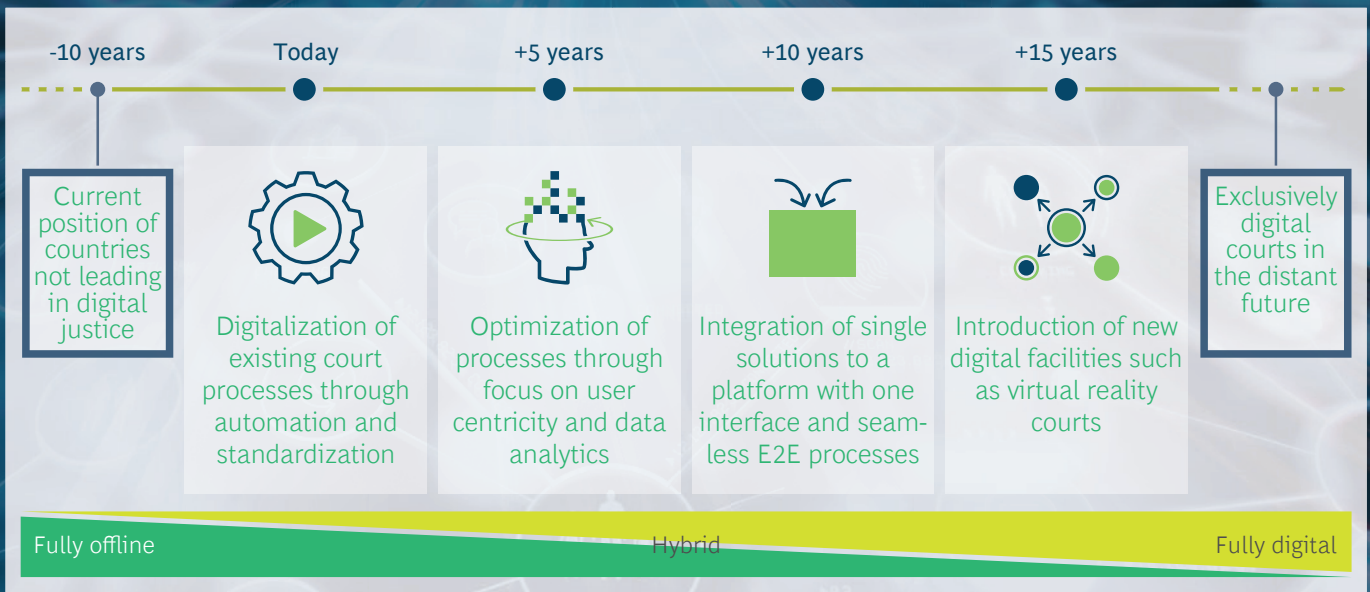 -10 years
Today
+5 years
+10 years
+15 years
Current
position of
countries
not leading
in digital
justice
Digitalization of
existing court
processes through
automation and
standardization
Optimization of
processes through
focus on user
centricity and data
analytics
Integration of single
solutions to a
platform with one
interface and seam-
less E2E processes
Introduction of new
digital facilities such
as virtual reality
courts
Exclusively
digital
courts in
the distant
future
Fully offline
Hybrid
Fully digital